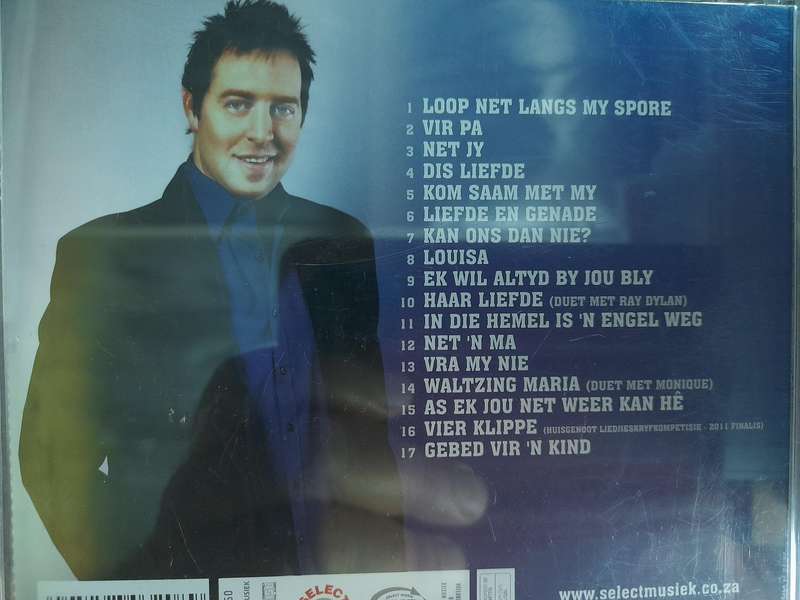 1 LOOP NET LANGS MY SPORE
2 VIR PA
3 NET JY
4 DIS LIEFDE
5 KOM SAAM MET MY
6 LIEFDE EN GENADE
7 KAN ONS DAN NIE?
8 LOUISA
9 EK WIL ALTYD BY JOU BLY
10 HAAR LIEFDE (DUET MET RAY DYLAN)
11 IN DIE HEMEL IS 'N ENGEL WEG
12 NET 'N MA
13 VRA MY NIE
14 WALTZING MARIA (DUET MET MONIQUE)
15 AS EK JOU NET WEER KAN HÊ
16 VIER KLIPPE (HUISGENOOT LIEDJIESKRYFKOMPETISIE - 2011 FINALIS)
17 GEBED VIR 'N KIND
SELECT
www.selectmusiek.co.za